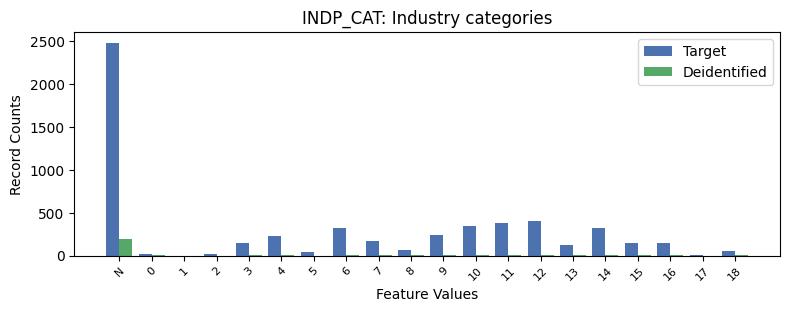 INDP_CAT: Industry categories
Target
Deidentified
Record Counts
2500
2000
1500
1000
500
0
N 0 1 2 3 4 5 6 7 8 9 10 11 12 13 14 15 16 17 18
Feature Values